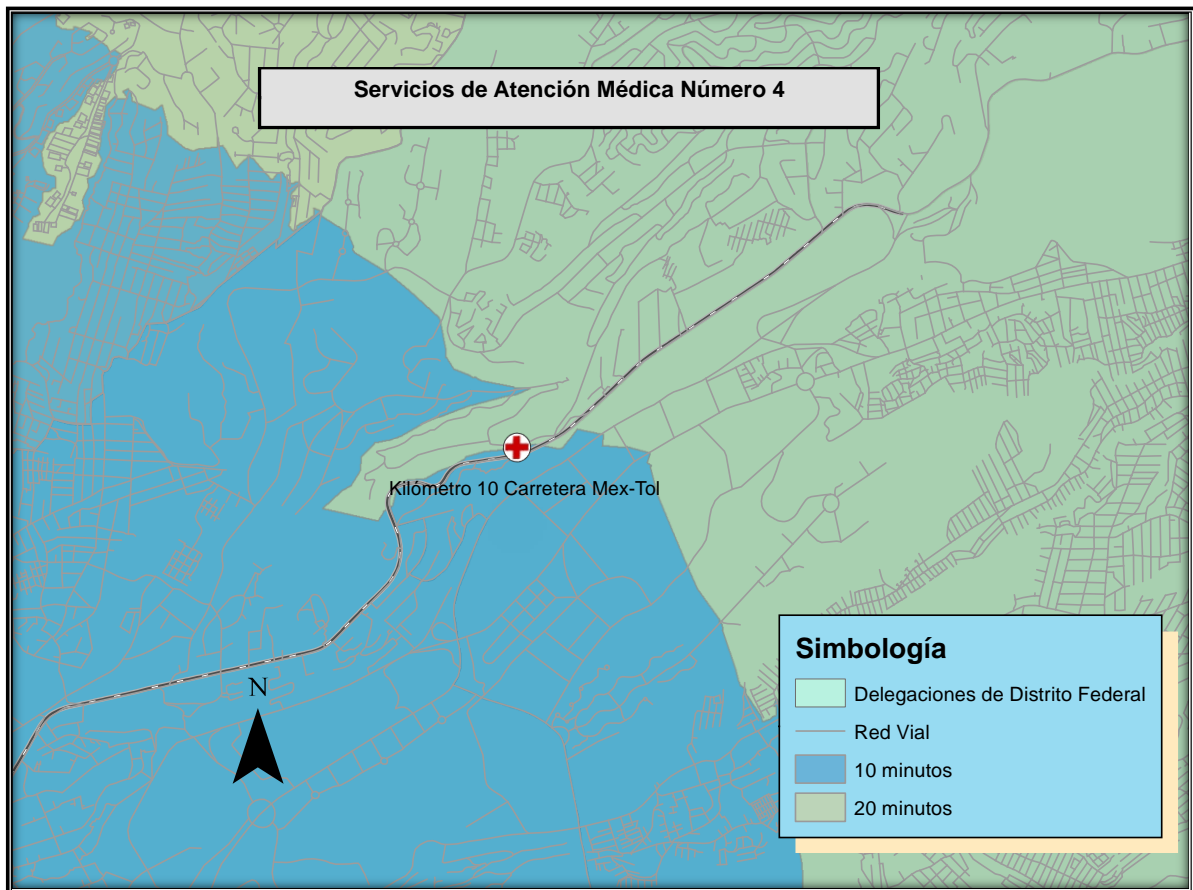 Servicios de Atención Médica Número 4
Kilómetro 10 Carretera Mex-Tol
N
Simbología
Delegaciones de Distrito Federal
Red Vial
10 minutos
20 minutos